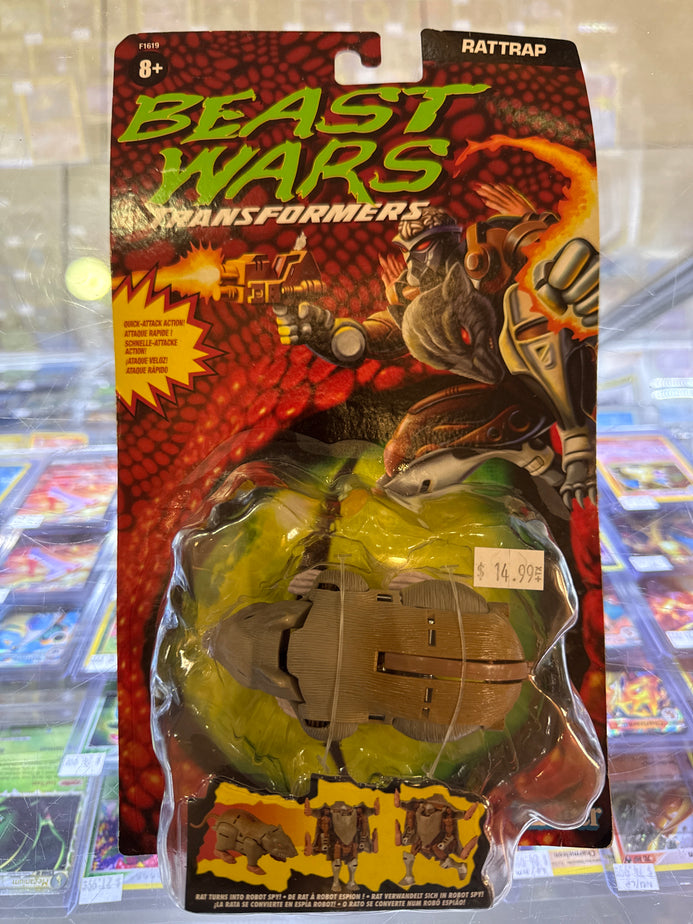 F1619
8+
RATTRAP
BEAST
WARS
TRANSFORMERS
QUICK-ATTACK ACTION!
ATTAQUE RAPIDE !
SCHNELLE-ATTACKE
ACTION!
¡ATAQUE VELOZ!
ATAQUE RÁPIDO
$ 14.99 +TX
RAT TURNS INTO ROBOT SPY! • DE RAT À ROBOT ESPION ! • RAT VERWANDELT SICH IN ROBOT SPY!
¡LA RATA SE CONVIERTE EN ESPÍA ROBOT! • O RATO SE CONVERTE NUM ROBÔ ESPIÃO!